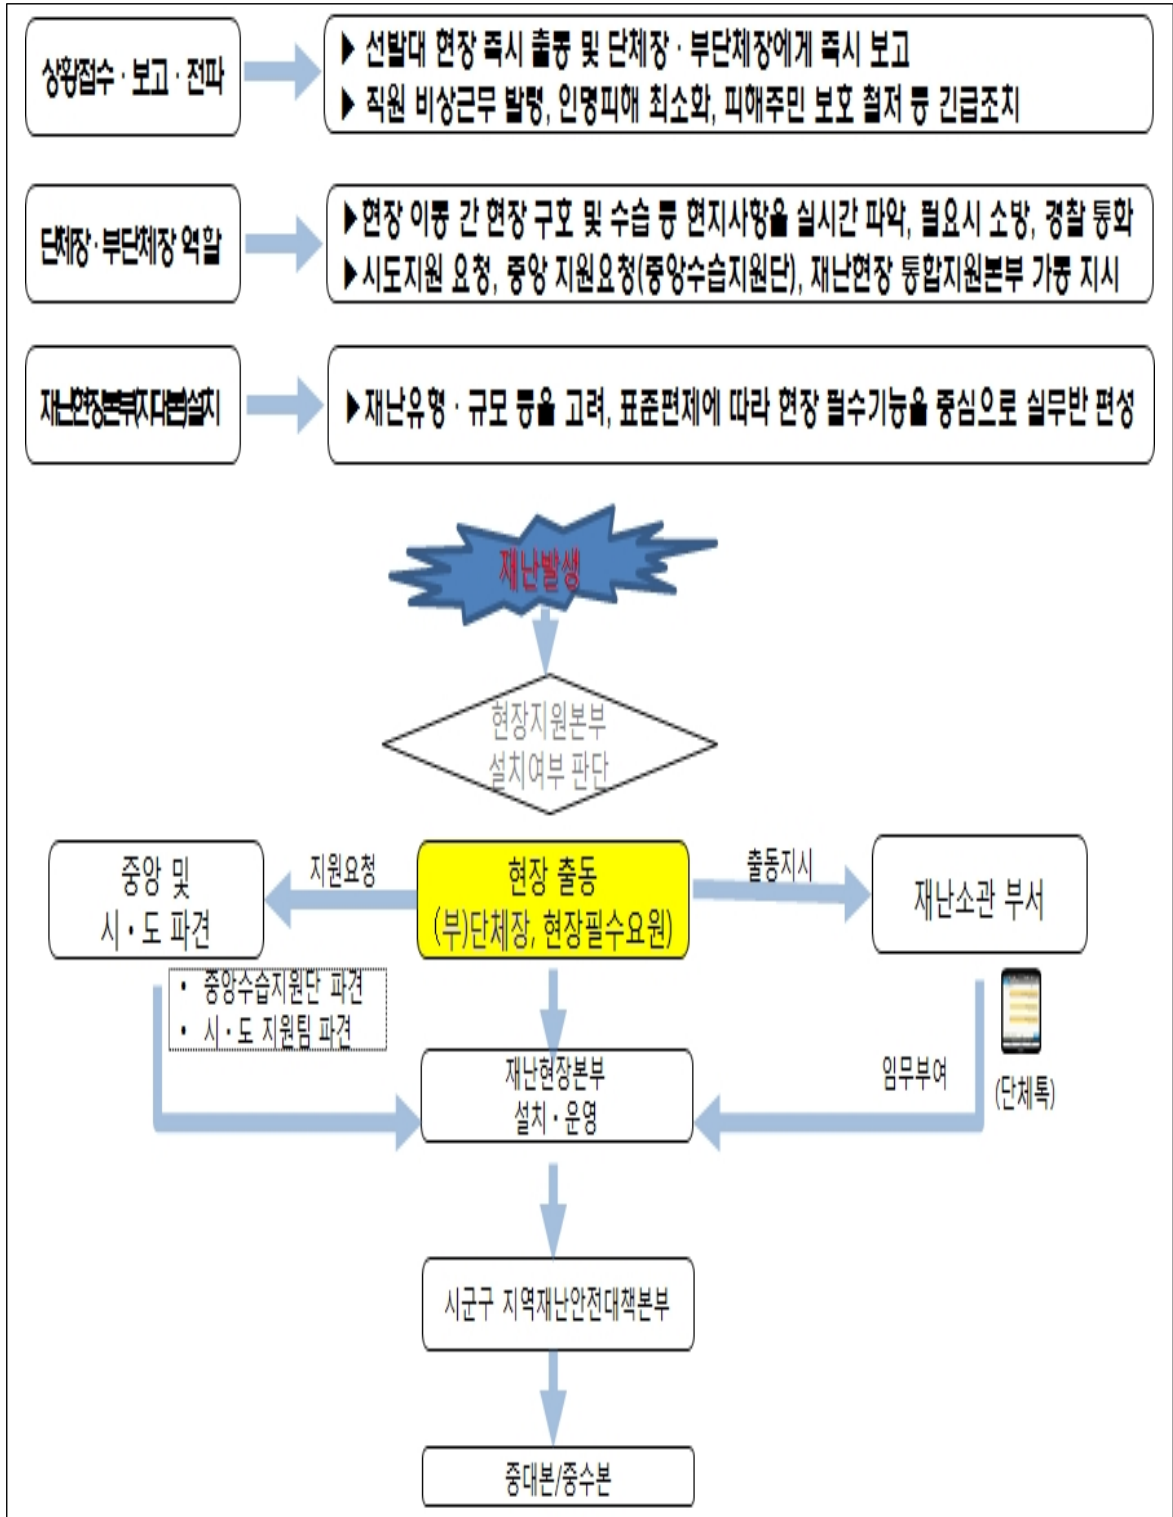 상황접수·보고·전파
▶ 선발대 현장 즉시 출동 및 단체장·부단체장에게 즉시 보고
▶ 직원 비상근무 발령, 인명피해 최소화, 피해주민 보호 철저 등 긴급조치
단체장·부단체장 역할
▶현장 이동 간 현장 구호 및 수습 등 현지사항을 실시간 파악, 필요시 소방, 경찰 통화
▶시도지원 요청, 중앙 지원요청(중앙수습지원단), 재난현장 통합지원본부 가동 지시
재난현장본부(지대본)설치
▶재난유형·규모 등을 고려, 표준편제에 따라 현장 필수기능을 중심으로 실무반 편성
재난발생
현장지원본부
설치여부 판단
중앙 및
시·도 파견
지원요청
현장 출동
(부)단체장, 현장필수요원)
출동지시
재난소관 부서
• 중앙수습지원단 파견
• 시·도 지원팀 파견
재난현장본부
설치·운영
임무부여
(단체톡)
시군구 지역재난안전대책본부
중대본/중수본